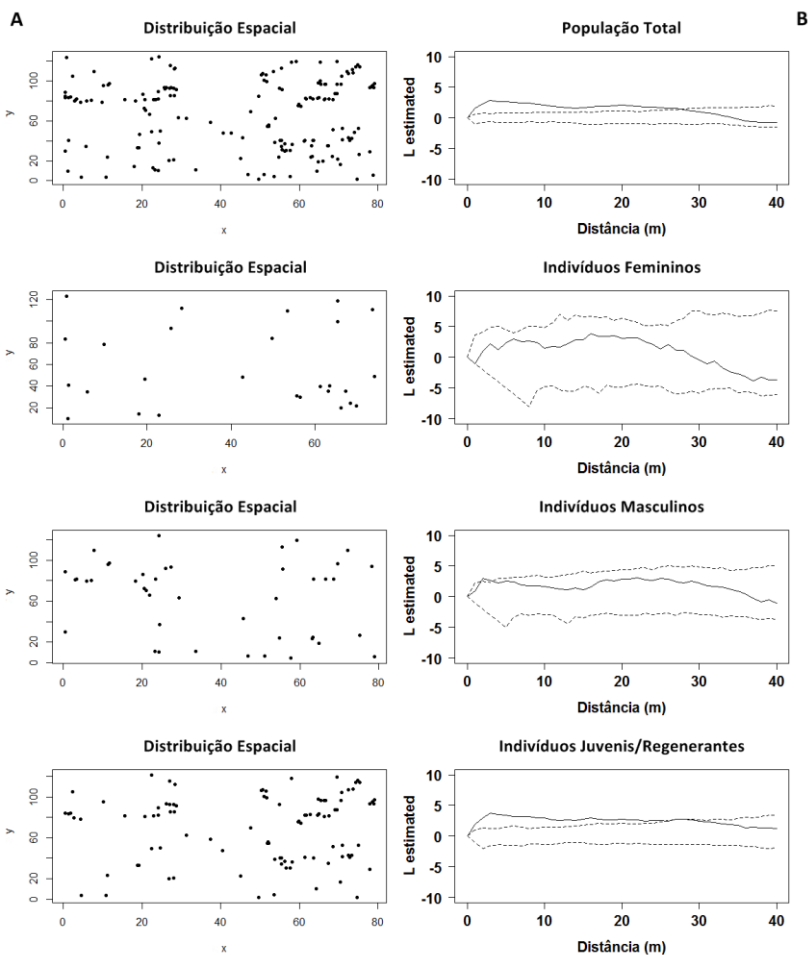 A
B
Distribuição Espacial
y
0 20 40 60 80 100
0 20 40 60 80
x
População Total
L estimated
10
5
0
-5
-10
0 10 20 30 40
Distância (m)
Distribuição Espacial
y
20 40 60 80 100 120
0 20 40 60
x
Indivíduos Femininos
L estimated
10
5
0
-5
-10
0 10 20 30 40
Distância (m)
Distribuição Espacial
y
0 20 60 100
0 20 40 60 80
x
Indivíduos Masculinos
L estimated
10
5
0
-5
-10
0 10 20 30 40
Distância (m)
Distribuição Espacial
y
0 20 60 100
0 20 40 60 80
x
Indivíduos Juvenis/Regenerantes
L estimated
10
5
0
-5
-10
0 10 20 30 40
Distância (m)